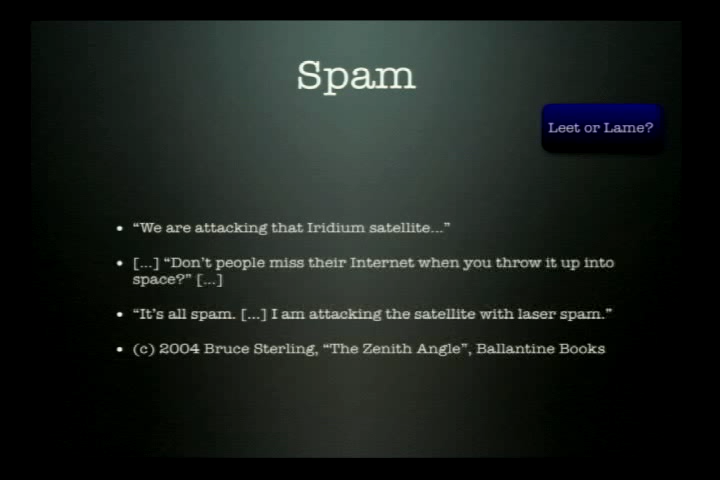 Spam
Leet or Lame?
• “We are attacking that Iridium satellite...”
• [...] “Don’t people miss their Internet when you throw it up into
space?” [...]
• “It’s all spam. [...] I am attacking the satellite with laser spam.”
• (c) 2004 Bruce Sterling, “The Zenith Angle”, Ballantine Books